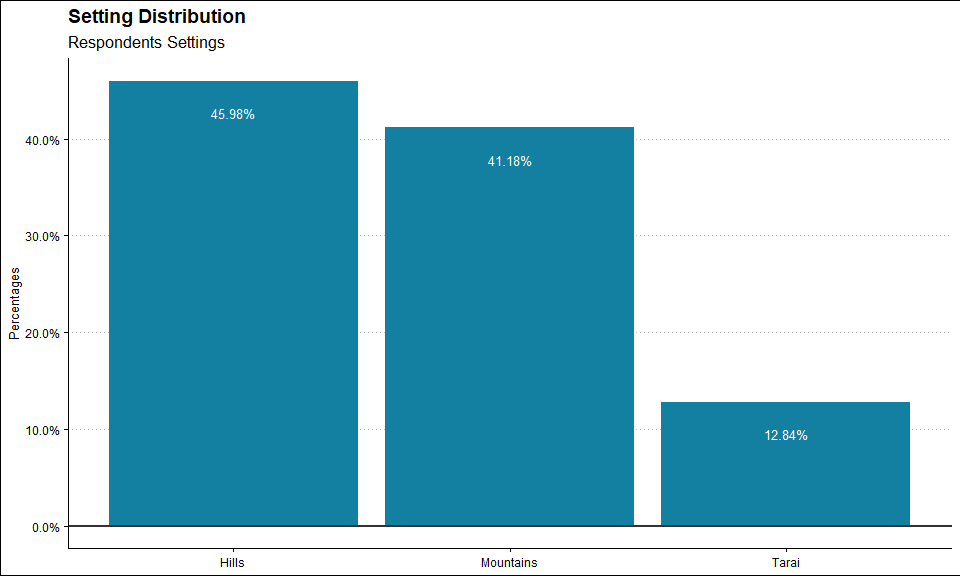 Setting Distribution
Respondents Settings
Percentages
40.0%
30.0%
20.0%
10.0%
0.0%
45.98%
41.18%
12.84%
Hills
Mountains
Tarai